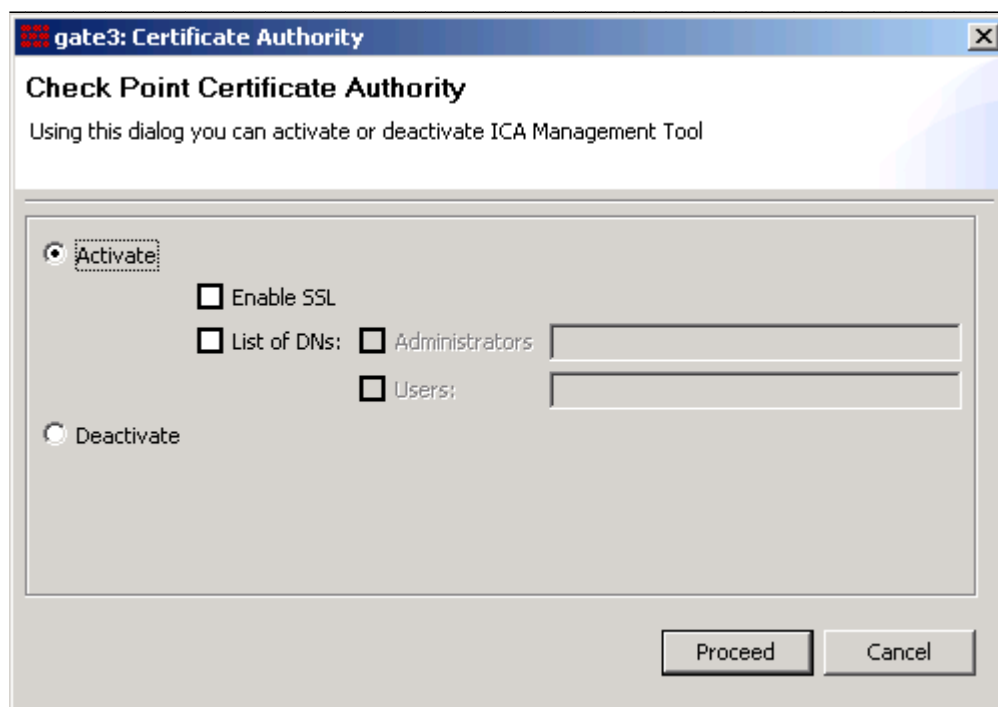 gate3: Certificate Authority
Check Point Certificate Authority
Using this dialog you can activate or deactivate ICA Management Tool
Activate
Enable SSL
List of DNs: Administrators
Users:
Deactivate
Proceed Cancel